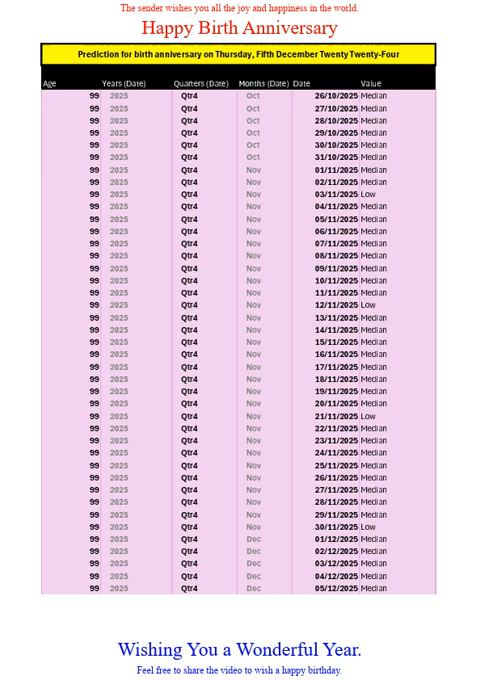 The sender wishes you all the joy and happiness in the world.
Happy Birth Anniversary
Prediction for birth anniversary on Thursday, Fifth December Twenty Twenty-Four
Age Years (Date) Quarters (Date) Months (Date) Date Value
99 2025 Qtr4 Oct 26/10/2025 Median
99 2025 Qtr4 Oct 27/10/2025 Median
99 2025 Qtr4 Oct 28/10/2025 Median
99 2025 Qtr4 Oct 29/10/2025 Median
99 2025 Qtr4 Oct 30/10/2025 Median
99 2025 Qtr4 Oct 31/10/2025 Median
99 2025 Qtr4 Nov 01/11/2025 Median
99 2025 Qtr4 Nov 02/11/2025 Median
99 2025 Qtr4 Nov 03/11/2025 Low
99 2025 Qtr4 Nov 04/11/2025 Median
99 2025 Qtr4 Nov 05/11/2025 Median
99 2025 Qtr4 Nov 06/11/2025 Median
99 2025 Qtr4 Nov 07/11/2025 Median
99 2025 Qtr4 Nov 08/11/2025 Median
99 2025 Qtr4 Nov 09/11/2025 Median
99 2025 Qtr4 Nov 10/11/2025 Median
99 2025 Qtr4 Nov 11/11/2025 Median
99 2025 Qtr4 Nov 12/11/2025 Low
99 2025 Qtr4 Nov 13/11/2025 Median
99 2025 Qtr4 Nov 14/11/2025 Median
99 2025 Qtr4 Nov 15/11/2025 Median
99 2025 Qtr4 Nov 16/11/2025 Median
99 2025 Qtr4 Nov 17/11/2025 Median
99 2025 Qtr4 Nov 18/11/2025 Median
99 2025 Qtr4 Nov 19/11/2025 Median
99 2025 Qtr4 Nov 20/11/2025 Median
99 2025 Qtr4 Nov 21/11/2025 Low
99 2025 Qtr4 Nov 22/11/2025 Median
99 2025 Qtr4 Nov 23/11/2025 Median
99 2025 Qtr4 Nov 24/11/2025 Median
99 2025 Qtr4 Nov 25/11/2025 Median
99 2025 Qtr4 Nov 26/11/2025 Median
99 2025 Qtr4 Nov 27/11/2025 Median
99 2025 Qtr4 Nov 28/11/2025 Median
99 2025 Qtr4 Nov 29/11/2025 Median
99 2025 Qtr4 Nov 30/11/2025 Low
99 2025 Qtr4 Dec 01/12/2025 Median
99 2025 Qtr4 Dec 02/12/2025 Median
99 2025 Qtr4 Dec 03/12/2025 Median
99 2025 Qtr4 Dec 04/12/2025 Median
99 2025 Qtr4 Dec 05/12/2025 Median
Wishing You a Wonderful Year.
Feel free to share the video to wish a happy birthday.